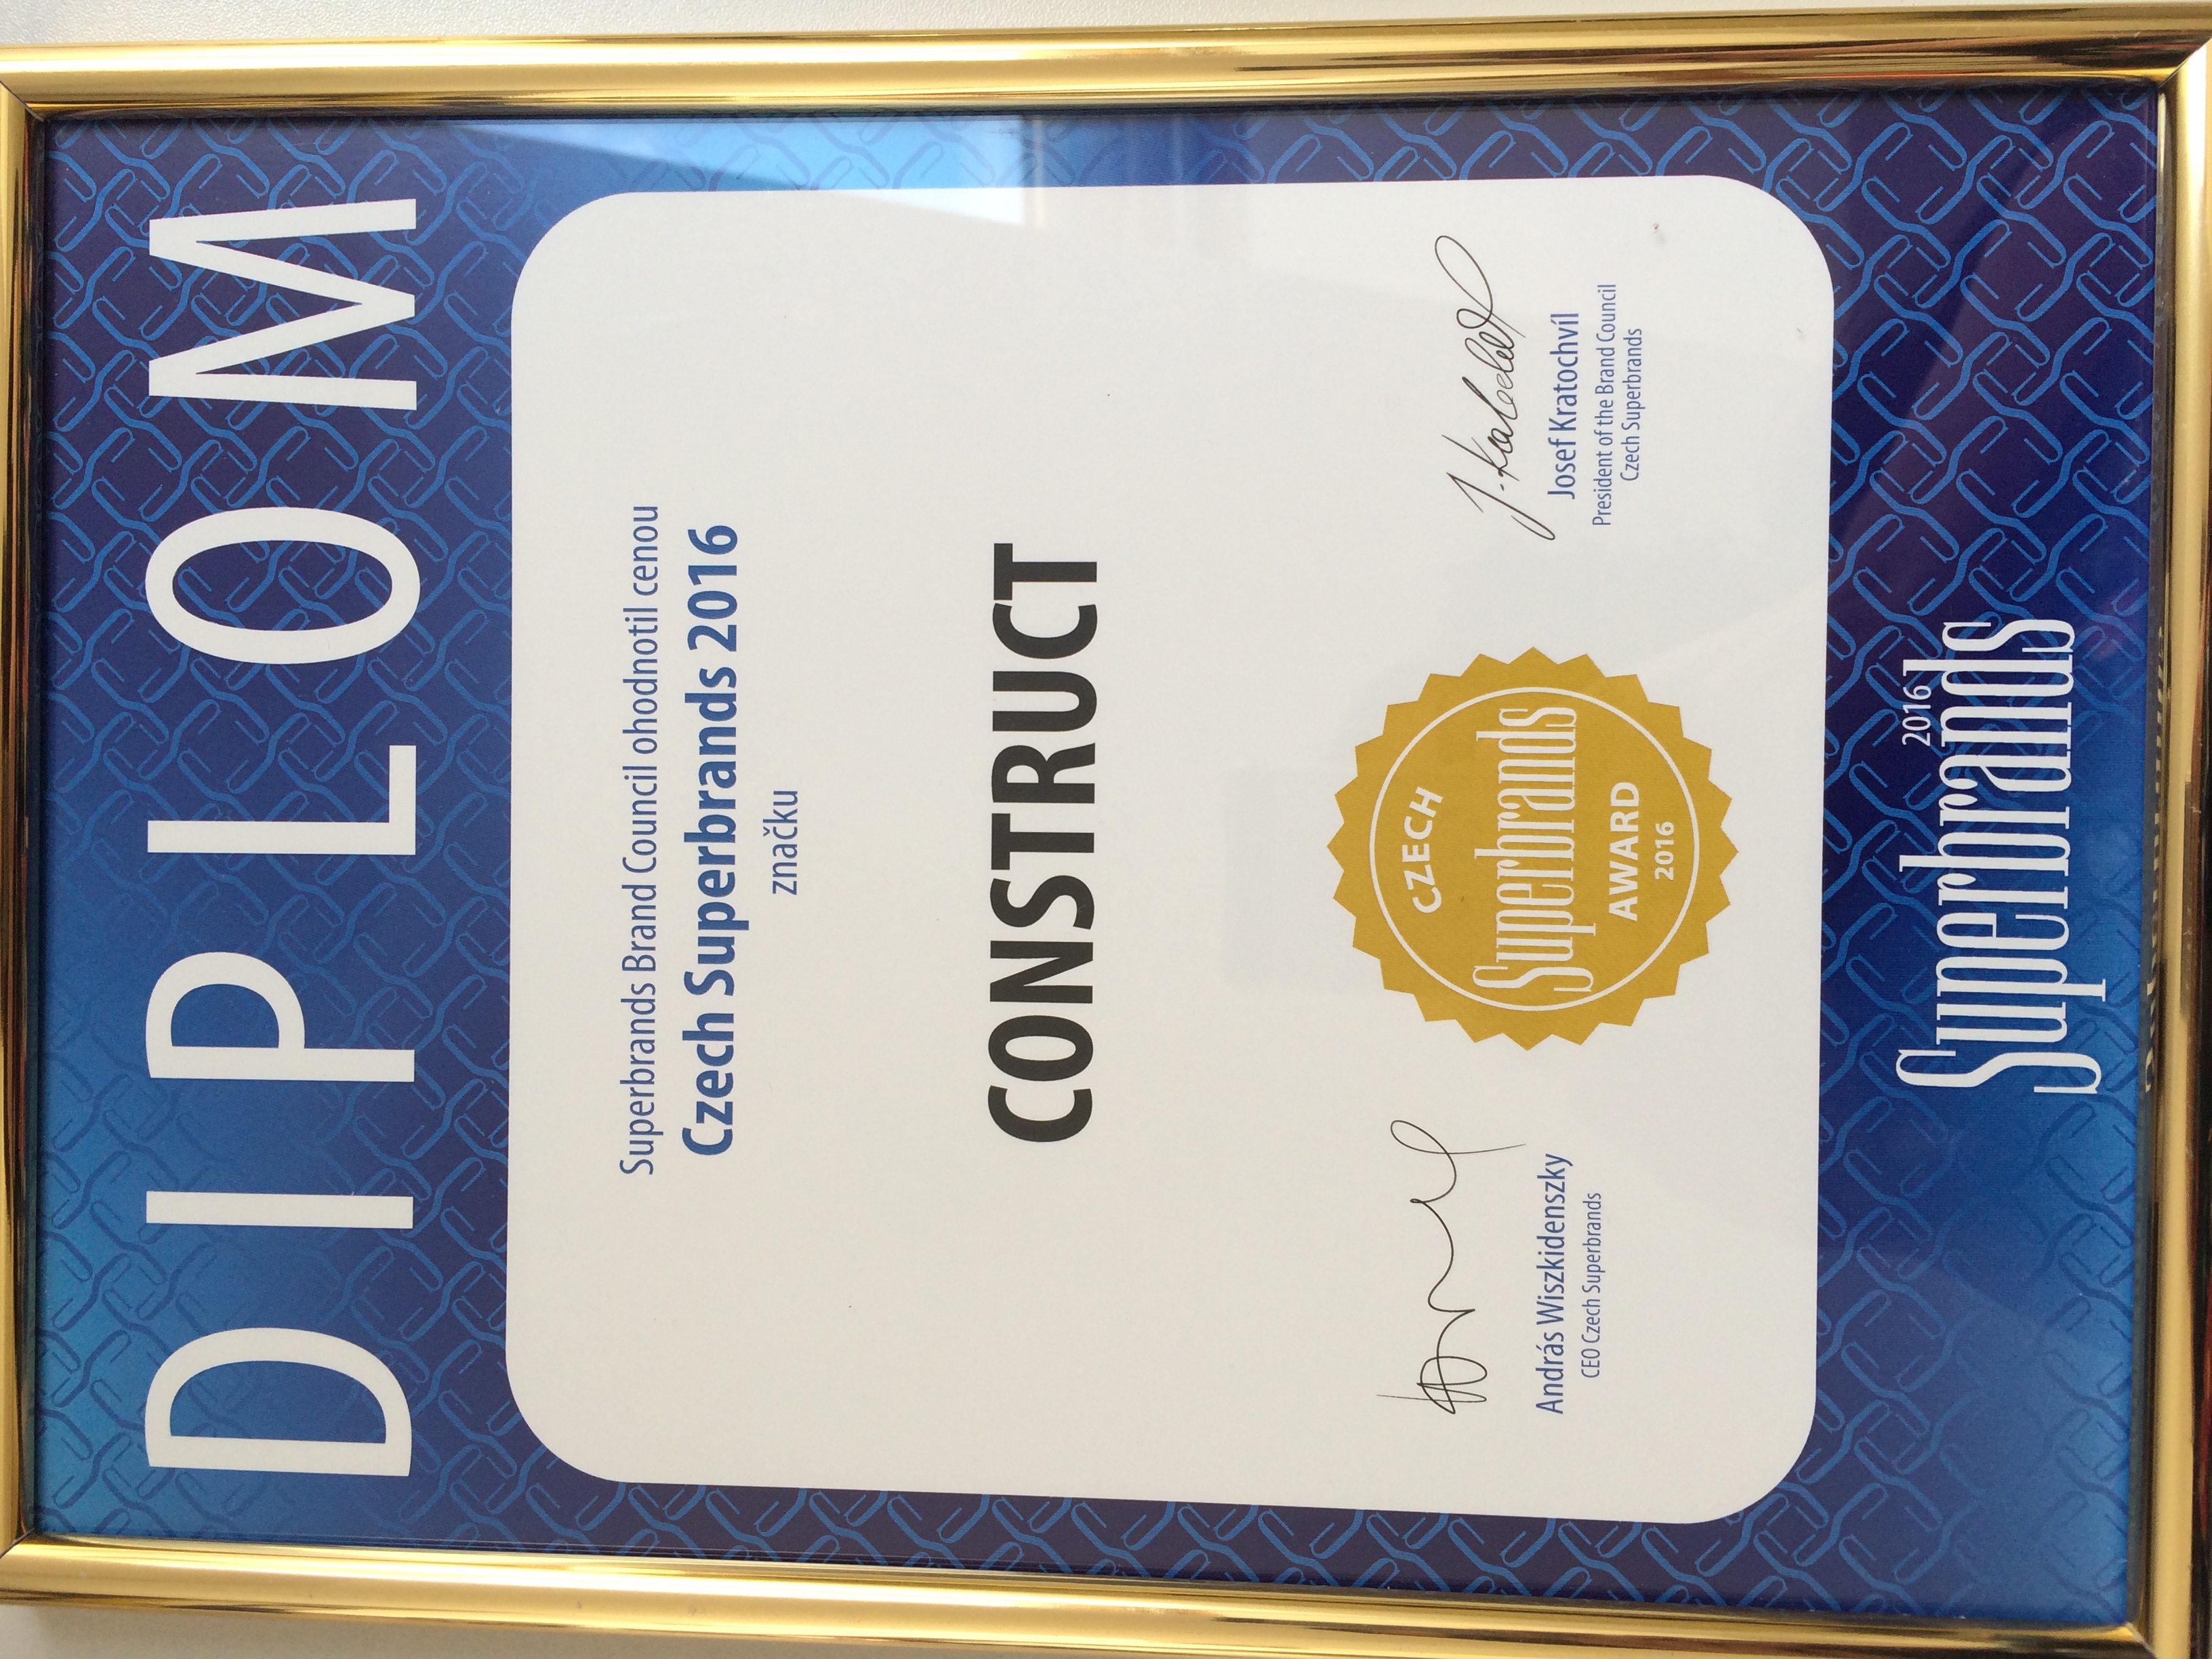 DIPLOM
Superbrands Brand Council ohodnotil cenou
Czech Superbrands 2016
značku
CONSTRUCT
CZECH
Superbrands
AWARD
2016
András Wiszkidenszky
CEO Czech Superbrands
J. Kratochvíl
Josef Kratochvíl
President of the Brand Council
Czech Superbrands
2016
Superbrands